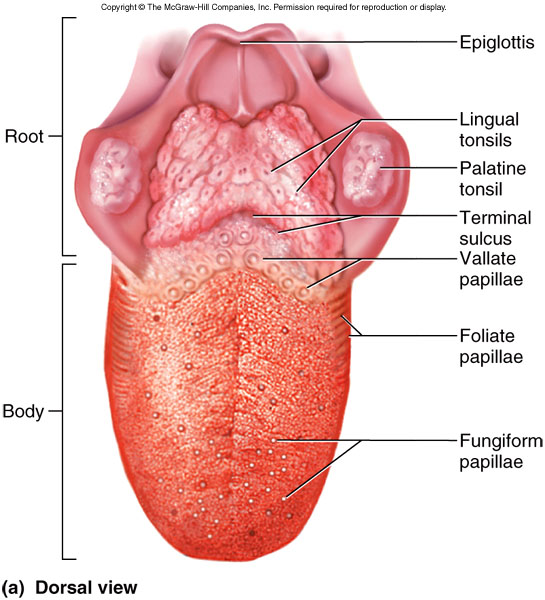 Copyright © The McGraw-Hill Companies, Inc. Permission required for reproduction or display.
Epiglottis
Root
Lingual
tonsils
Palatine
tonsil
Terminal
sulcus
Vallate
papillae
Foliate
papillae
Body
Fungiform
papillae
(a) Dorsal view